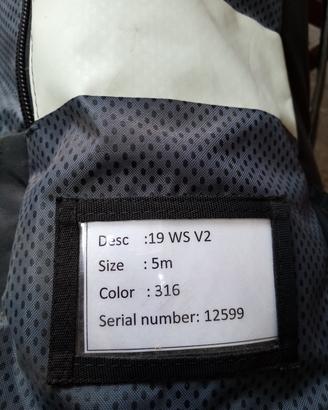 Desc :19 WS V2
Size : 5m
Color : 316
Serial number: 12599